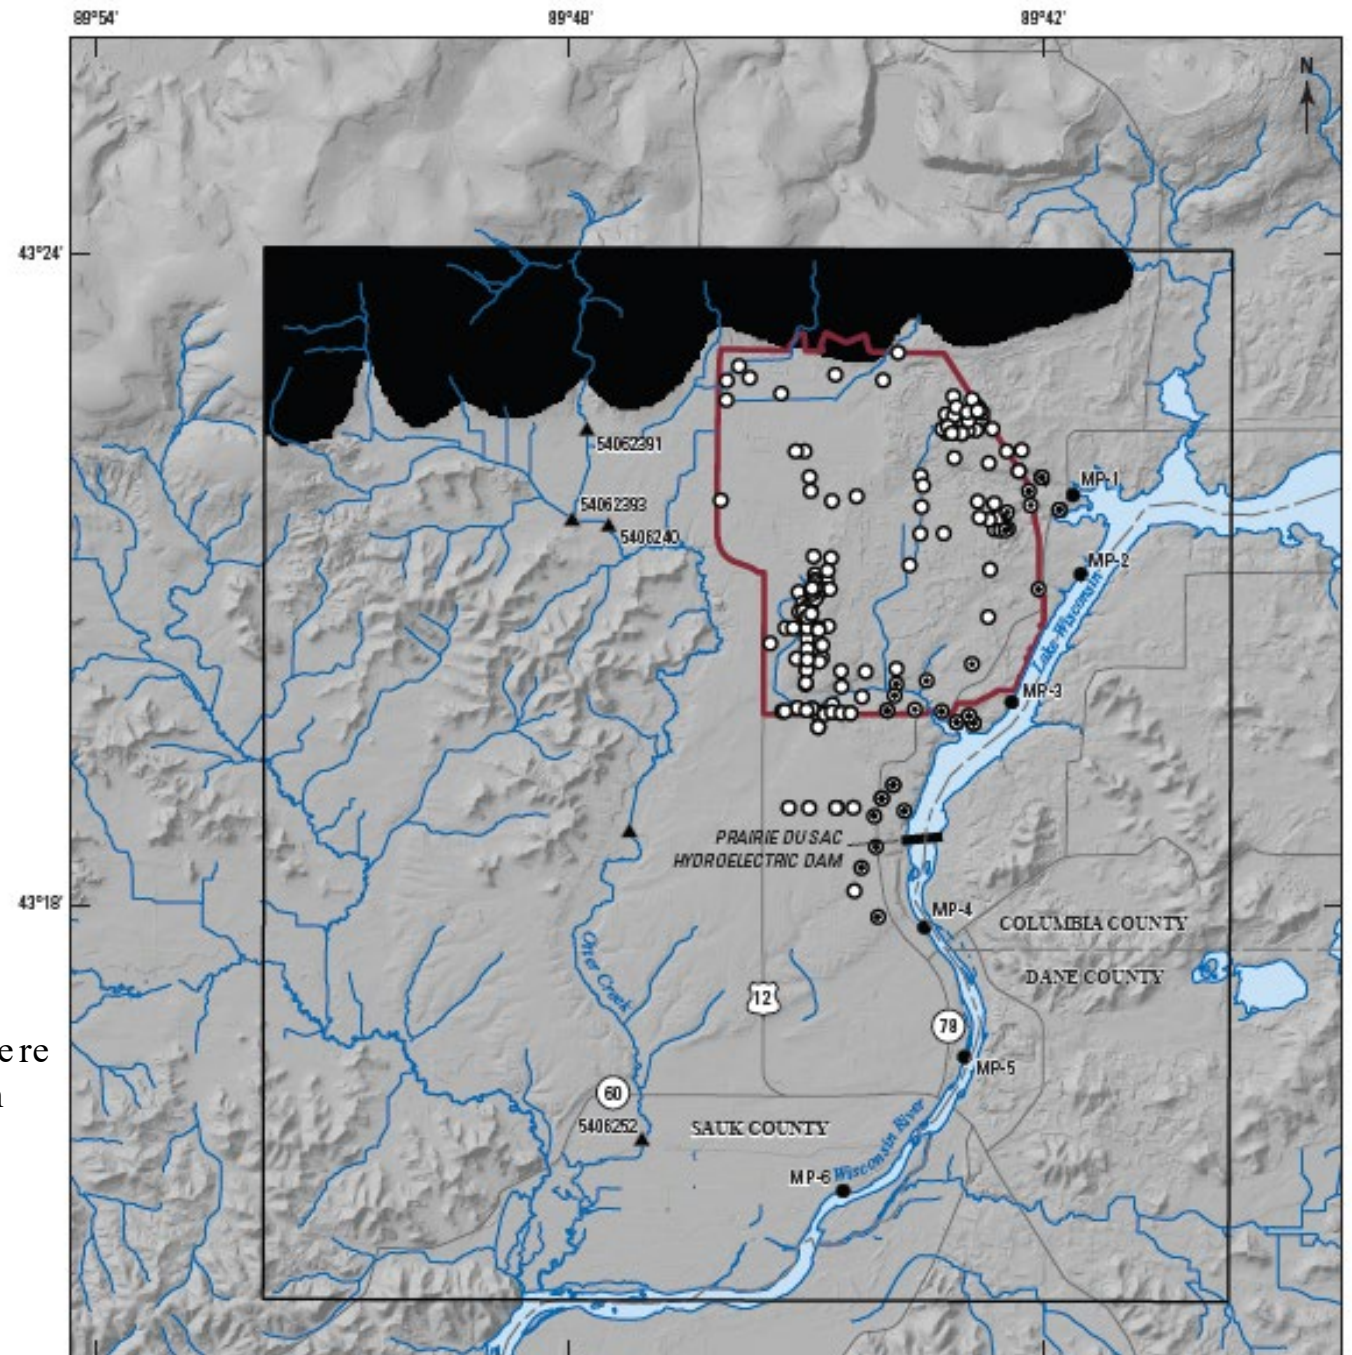 89°54'
89°48'
89°42'
N
43°24'
54062391
54062393
5406240
MP-1
MP-2
Lake Wisconsin
MP-3
PRAIRIE DU SAC
HYDROELECTRIC DAM
43°18'
MP-4
COLUMBIA COUNTY
DANE COUNTY
Otter Creek
12
78
ere
MP-5
60
5406252
SAUK COUNTY
Wisconsin River
MP-6